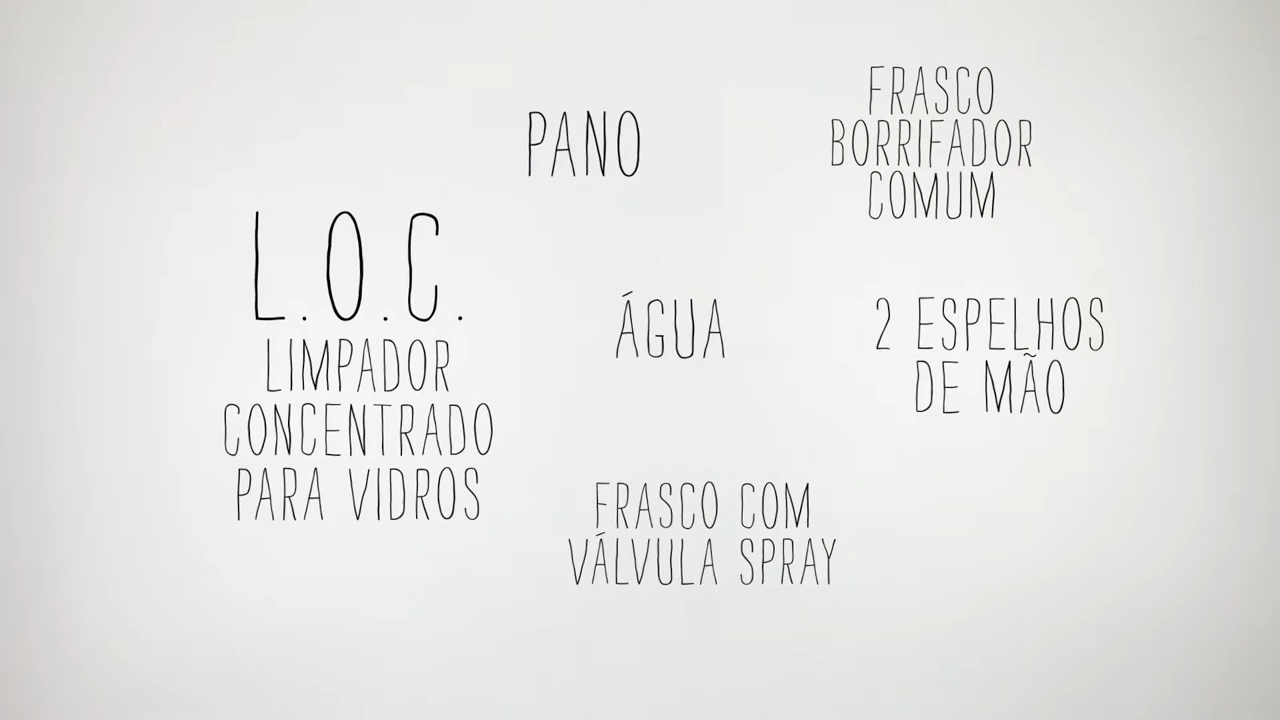 L.O.C.
LIMPADOR
CONCENTRADO
PARA VIDROS
PANO
ÁGUA
FRASCO COM
VÁLVULA SPRAY
FRASCO
BORRIFADOR
COMUM
2 ESPELHOS
DE MÃO